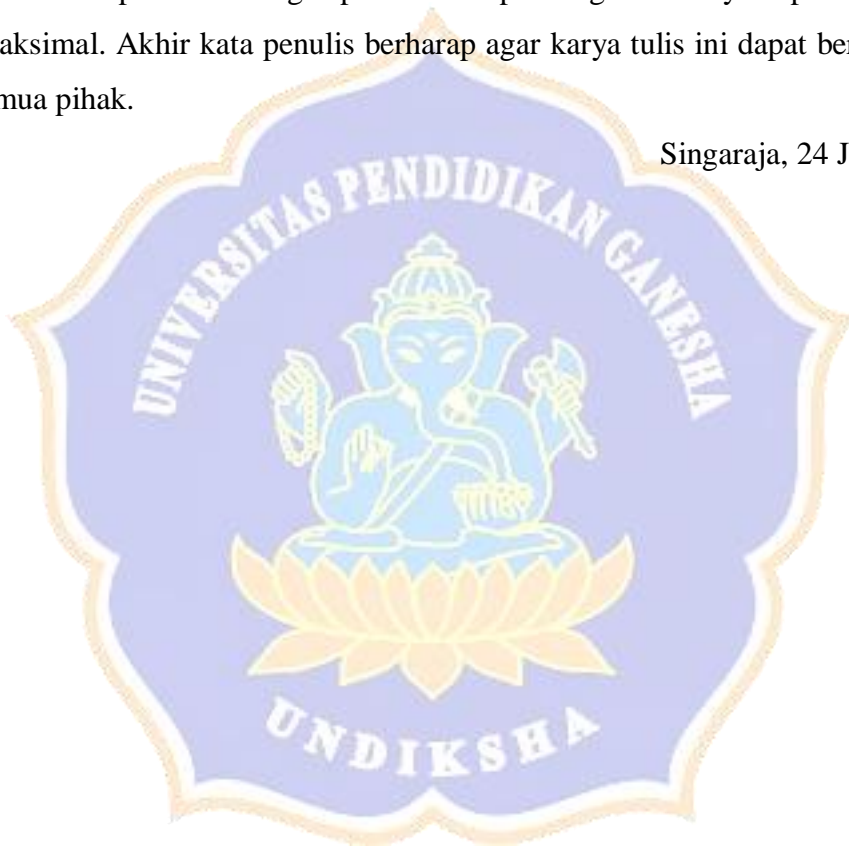 aksimal. Akhir kata penulis berharap agar karya tulis ini dapat ber
mua pihak.
Singaraja, 24 J
UNIVERSITAS PENDIDIKAN GANESHA
UNDIKSHA